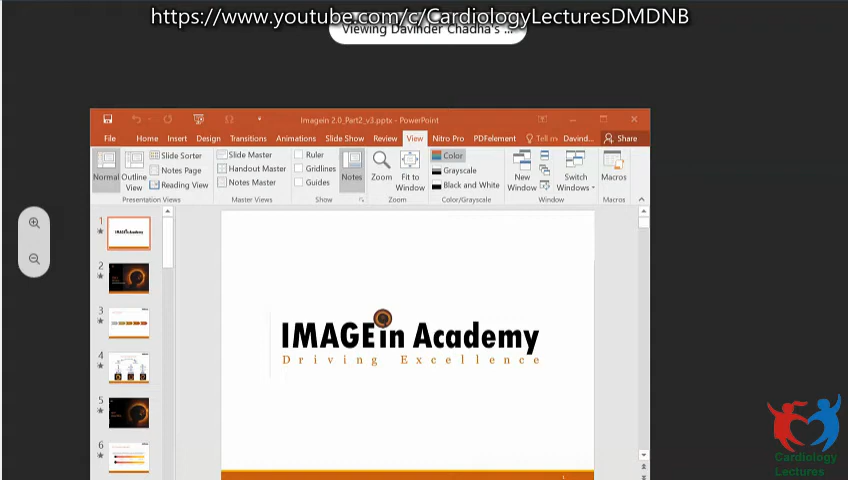 https://www.youtube.com/c/CardiologyLecturesDMDNB
Viewing Davinder Chadha's ...
Imagein 2.0_Part2_v3.pptx - PowerPoint
File Home Insert Design Transitions Animations Slide Show Review View Nitro Pro PDFelement Tell m Davind... Share
Normal
Outline View
Slide Sorter
Notes Page
Reading View
Presentation Views
Slide Master
Handout Master
Notes Master
Master Views
Ruler
Gridlines
Guides
Show
Notes
Zoom
Fit to Window
Zoom
Color
Grayscale
Black and White
Color/Grayscale
New Window
Switch Windows
Window
Macros
Macros
1
IMAGEin Academy
2
3
4
5
6
IMAGEin Academy
Driving Excellence
Cardiology
Lectures